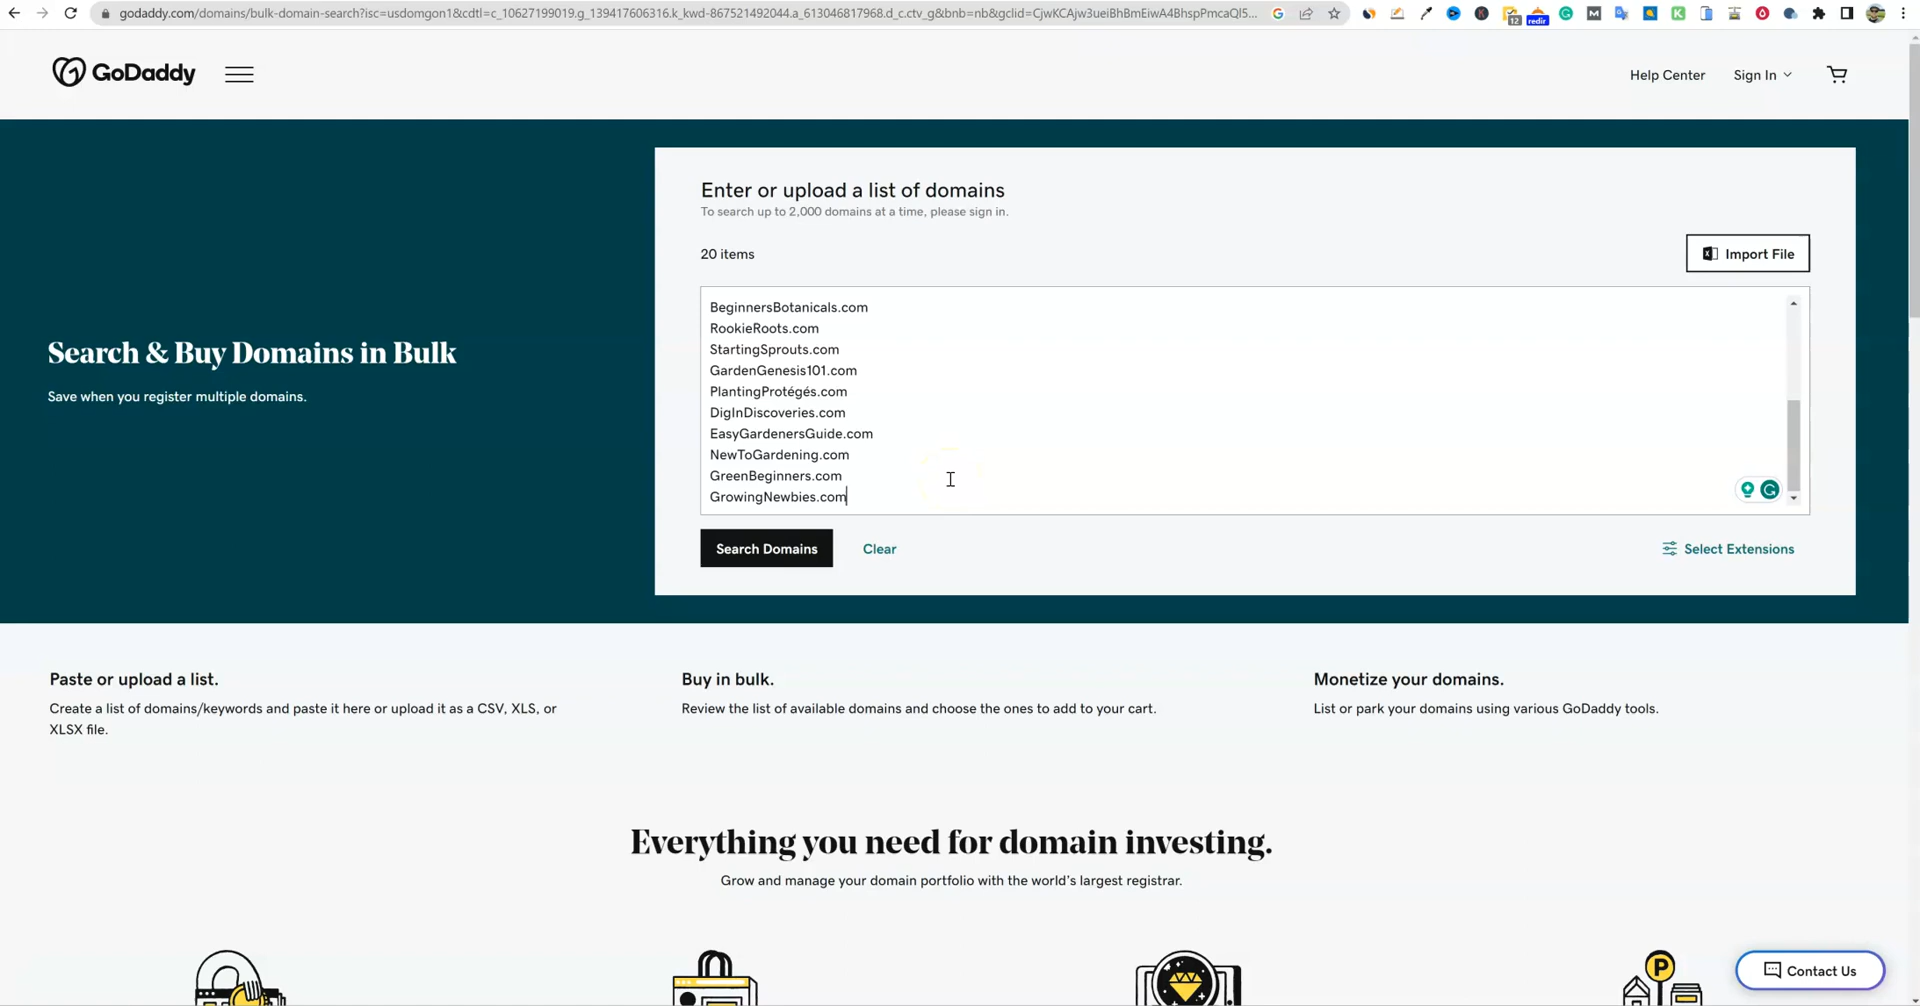 godaddy.com/domains/bulk-domain-search?isc=usdomgon1&cdtl=c_10627199019.g_139417606316.k_kwd-867521492044.a_613046817968.d_c.ctv_g&bnb=nb&gclid=CjwKCAjw3ueiBhBmEiwA4BhspPmcaQl5...
12
redir
GoDaddy
Help Center
Sign In
Enter or upload a list of domains
To search up to 2,000 domains at a time, please sign in.
20 items
Import File
Search & Buy Domains in Bulk
Save when you register multiple domains.
BeginnersBotanicals.com
RookieRoots.com
StartingSprouts.com
GardenGenesis101.com
PlantingProtégés.com
DigInDiscoveries.com
EasyGardenersGuide.com
NewToGardening.com
GreenBeginners.com
GrowingNewbies.com
Search Domains
Clear
Select Extensions
Paste or upload a list.
Create a list of domains/keywords and paste it here or upload it as a CSV, XLS, or
XLSX file.
Buy in bulk.
Review the list of available domains and choose the ones to add to your cart.
Monetize your domains.
List or park your domains using various GoDaddy tools.
Everything you need for domain investing.
Grow and manage your domain portfolio with the world's largest registrar.
P
Contact Us